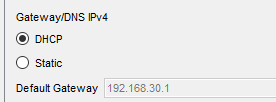 Gateway/DNS IPv4
DHCP
Static
Default Gateway 192.168.30.1